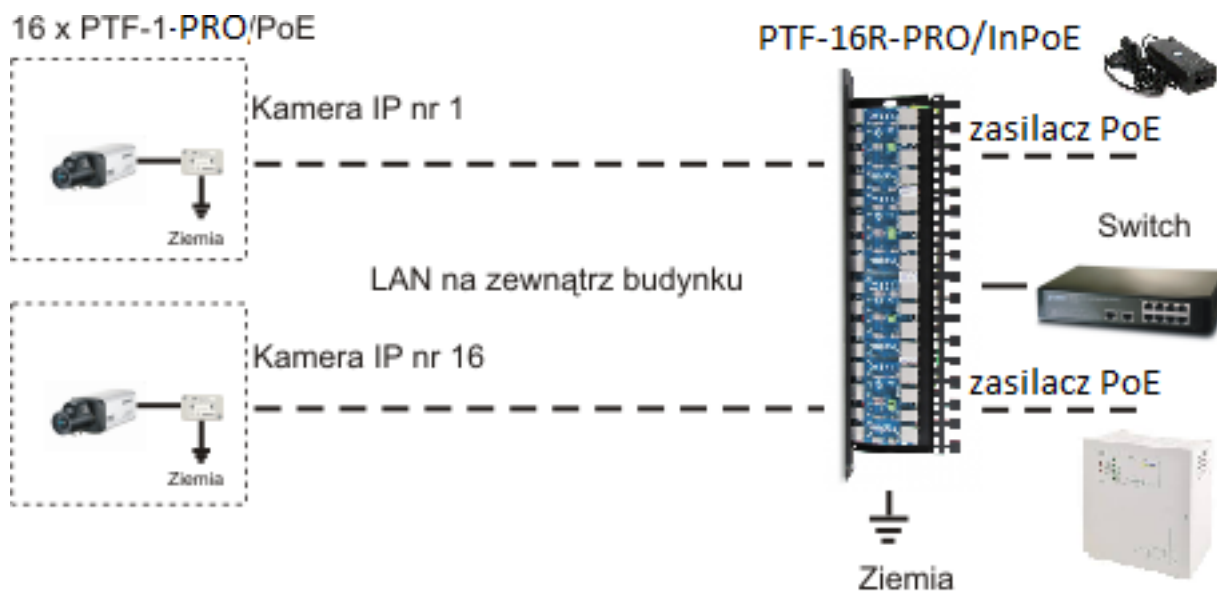 16 x PTF-1-PRO/PoE
PTF-16R-PRO/InPoE
Kamera IP nr 1
zasilacz PoE
Ziemia
Switch
LAN na zewnątrz budynku
Kamera IP nr 16
zasilacz PoE
Ziemia
Ziemia